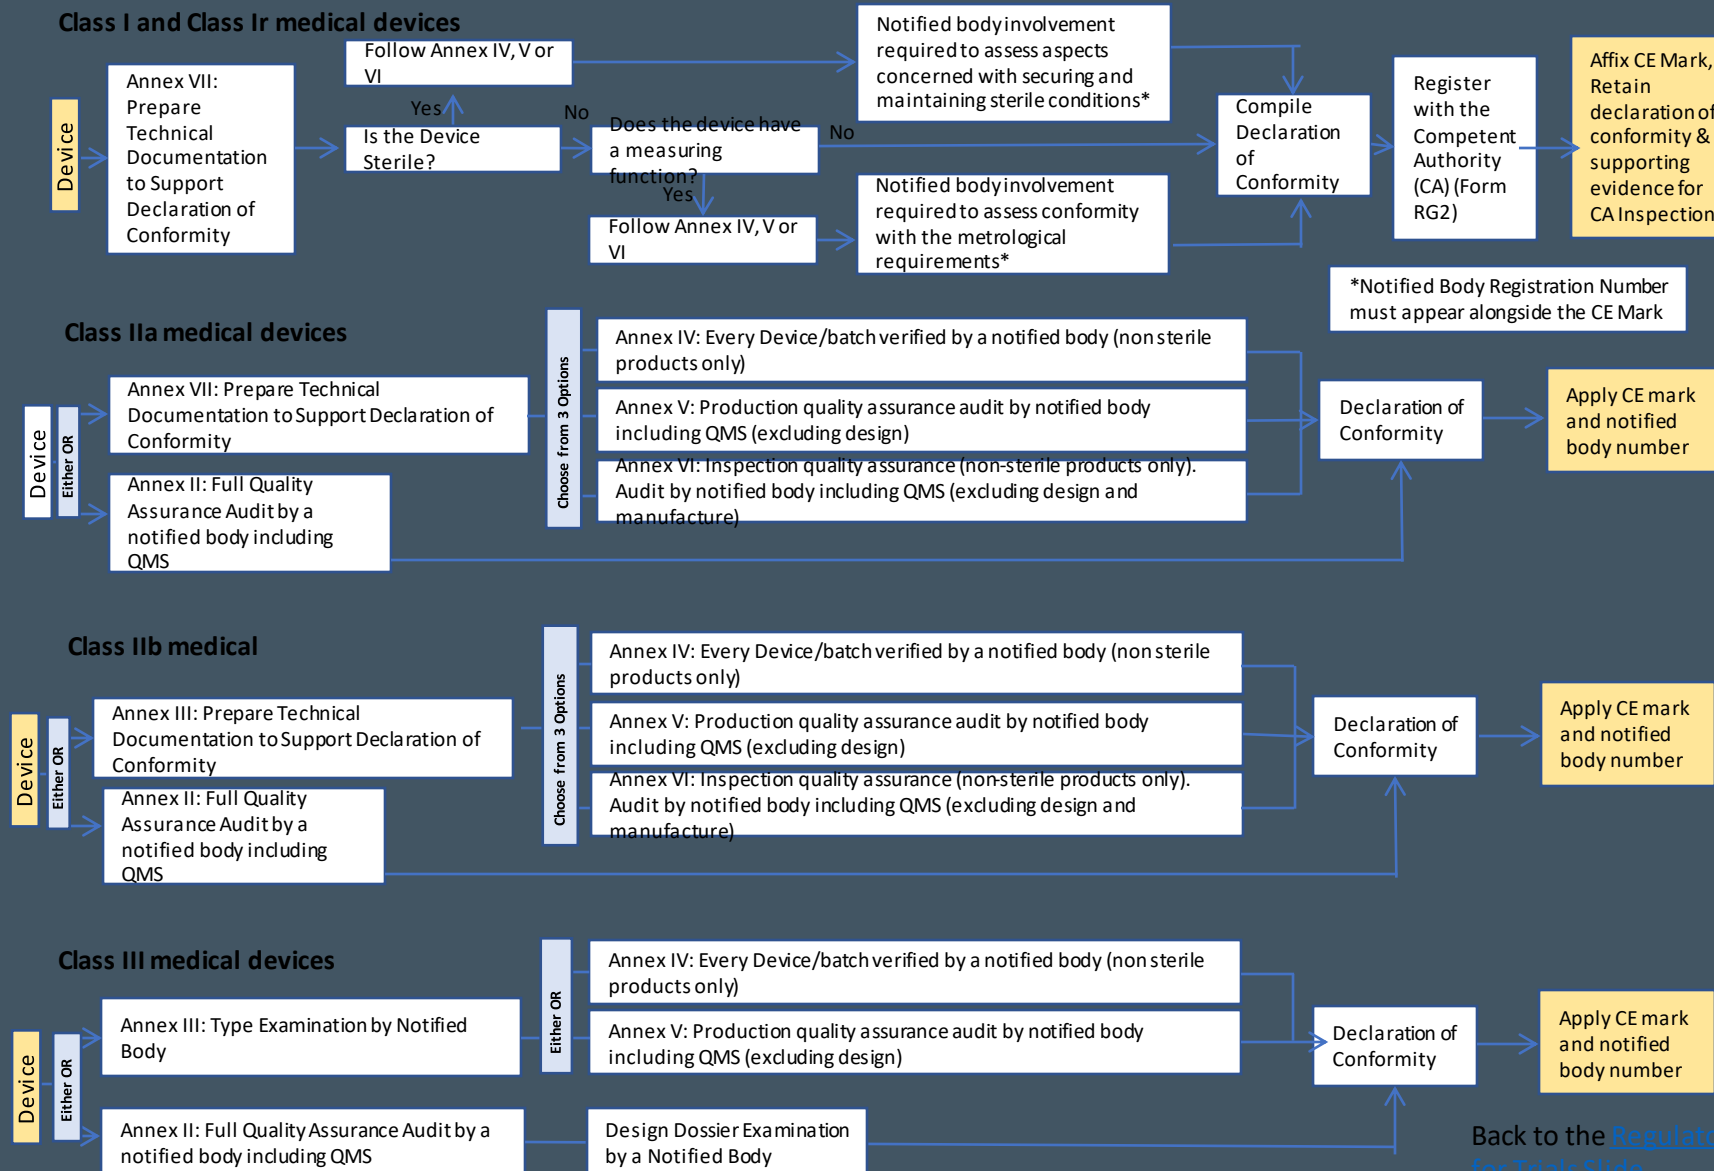 Class I and Class Ir medical devices
Device
Annex VII:
Prepare
Technical
Documentation
to Support
Declaration of
Conformity
Follow Annex IV, V or
VI
Yes
Is the Device
Sterile?
No
Does the device have
a measuring
function?
No
Yes
Follow Annex IV, V or
VI
Notified body involvement
required to assess aspects
concerned with securing and
maintaining sterile conditions*
Notified body involvement
required to assess conformity
with the metrological
requirements*
Compile
Declaration
of
Conformity
Register
with the
Competent
Authority
(CA) (Form
RG2)
Affix CE Mark,
Retain
declaration of
conformity &
supporting
evidence for
CA Inspection
*Notified Body Registration Number
must appear alongside the CE Mark
Class IIa medical devices
Device
Either OR
Annex VII: Prepare Technical
Documentation to Support Declaration of
Conformity
Annex II: Full Quality
Assurance Audit by a
notified body including
QMS
Choose from 3 Options
Annex IV: Every Device/batch verified by a notified body (non sterile
products only)
Annex V: Production quality assurance audit by notified body
including QMS (excluding design)
Annex VI: Inspection quality assurance (non-sterile products only).
Audit by notified body including QMS (excluding design and
manufacture)
Declaration of
Conformity
Apply CE mark
and notified
body number
Class IIb medical
Device
Either OR
Annex III: Prepare Technical
Documentation to Support Declaration of
Conformity
Annex II: Full Quality
Assurance Audit by a
notified body including
QMS
Choose from 3 Options
Annex IV: Every Device/batch verified by a notified body (non sterile
products only)
Annex V: Production quality assurance audit by notified body
including QMS (excluding design)
Annex VI: Inspection quality assurance (non-sterile products only).
Audit by notified body including QMS (excluding design and
manufacture)
Declaration of
Conformity
Apply CE mark
and notified
body number
Class III medical devices
Device
Either OR
Annex III: Type Examination by Notified
Body
Annex II: Full Quality Assurance Audit by a
notified body including QMS
Either OR
Annex IV: Every Device/batch verified by a notified body (non sterile
products only)
Annex V: Production quality assurance audit by notified body
including QMS (excluding design)
Design Dossier Examination
by a Notified Body
Declaration of
Conformity
Apply CE mark
and notified
body number
Back to the
for Trials Slide